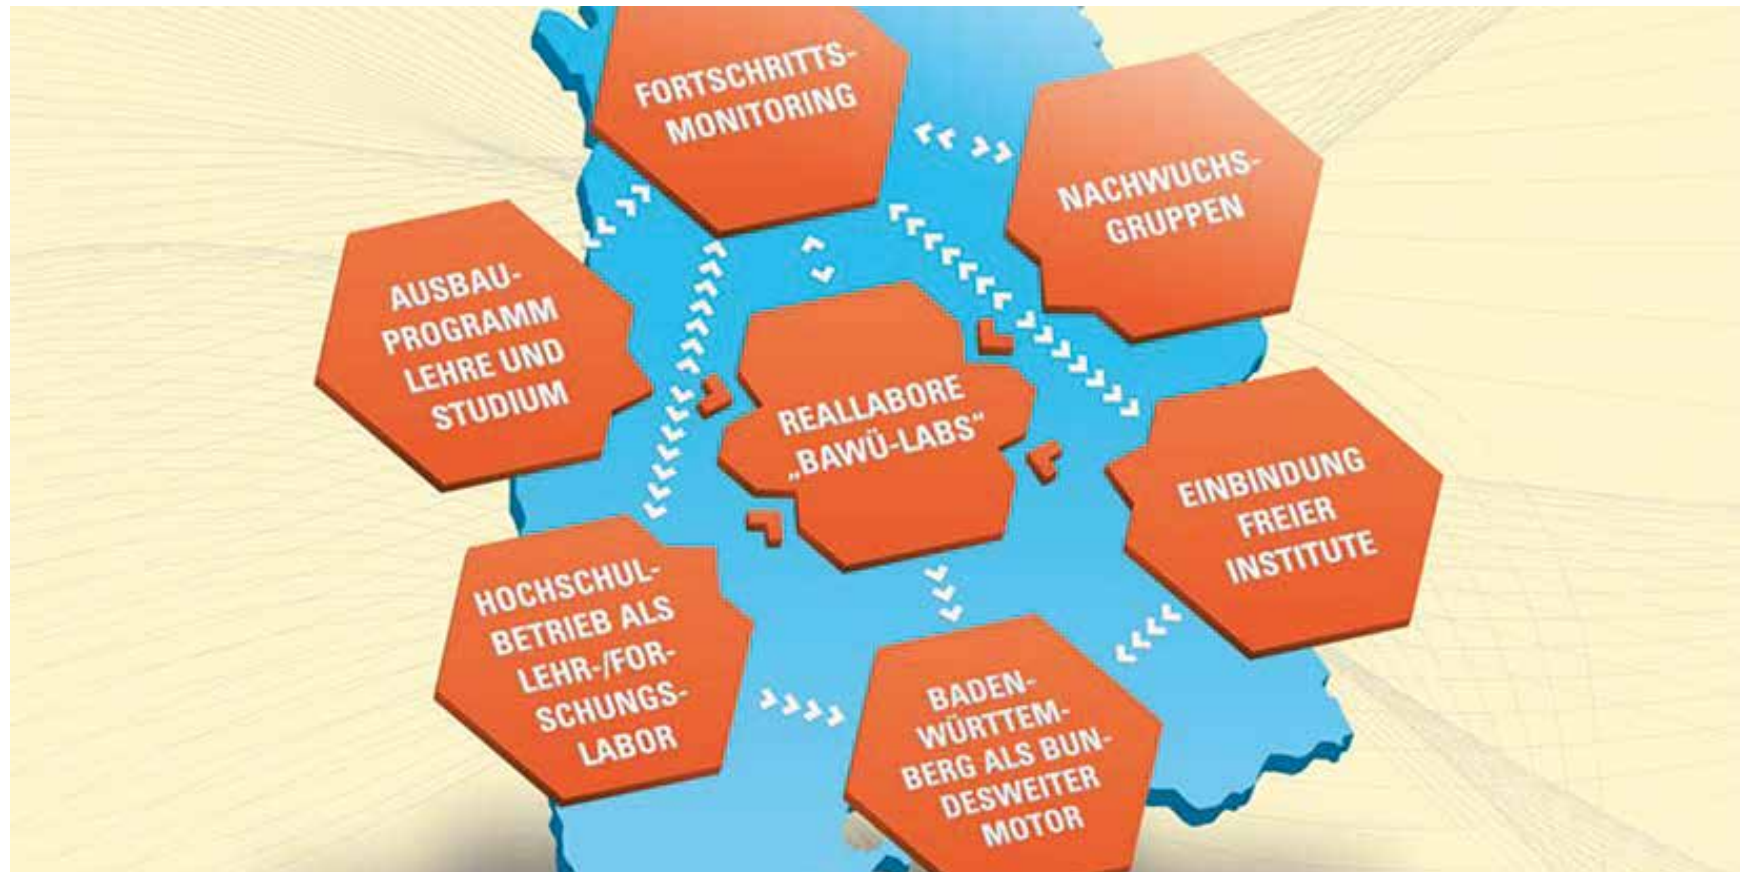 FORTSCHRITTS-
MONITORING
NACHWUCHS-
GRUPPEN
AUSBAU-
PROGRAMM
LEHRE UND
STUDIUM
REALLABORE
„BAWÜ-LABS“
EINBINDUNG
FREIER
INSTITUTE
HOCHSCHUL-
BETRIEB ALS
LEHR-/FOR-
SCHUNGS-
LABOR
BADEN-
WÜRTTEM-
BERG ALS BUN-
DESWEITER
MOTOR